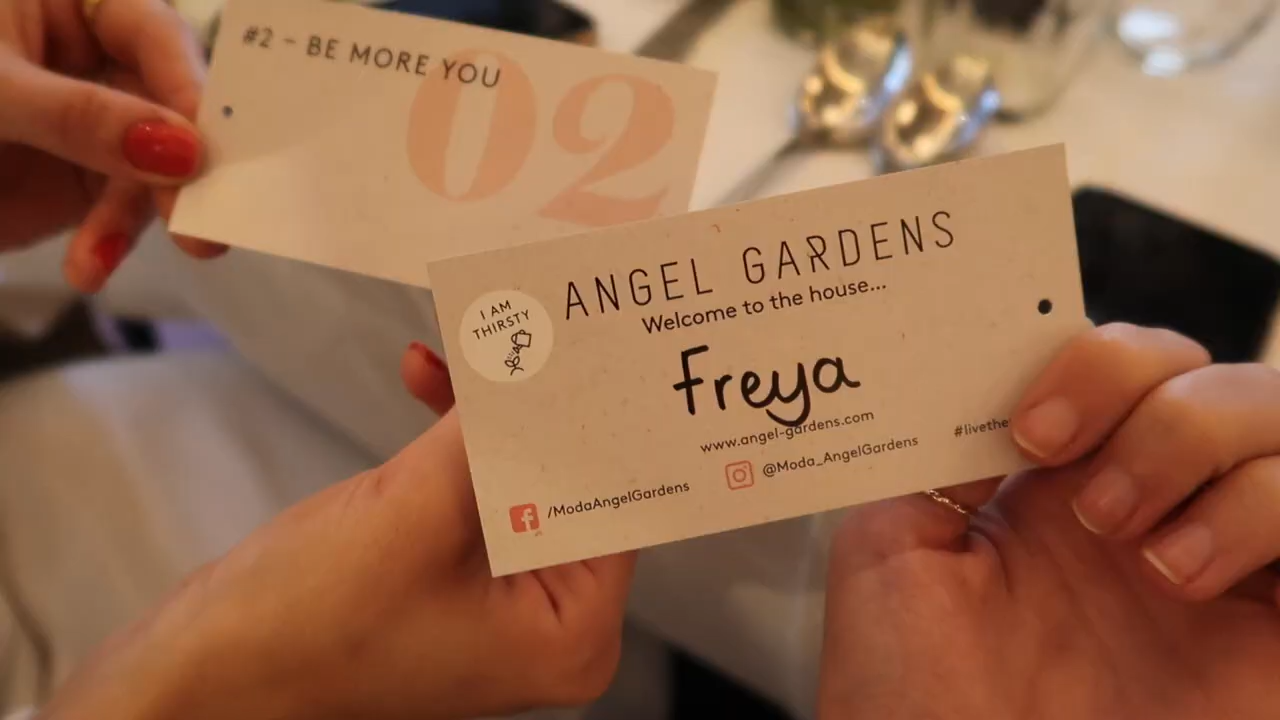 #2 - BE MORE YOU
02
I AM
THIRSTY
ANGEL GARDENS
Welcome to the house...
Freya
www.angel-gardens.com
/ModaAngelGardens
@Moda_AngelGardens